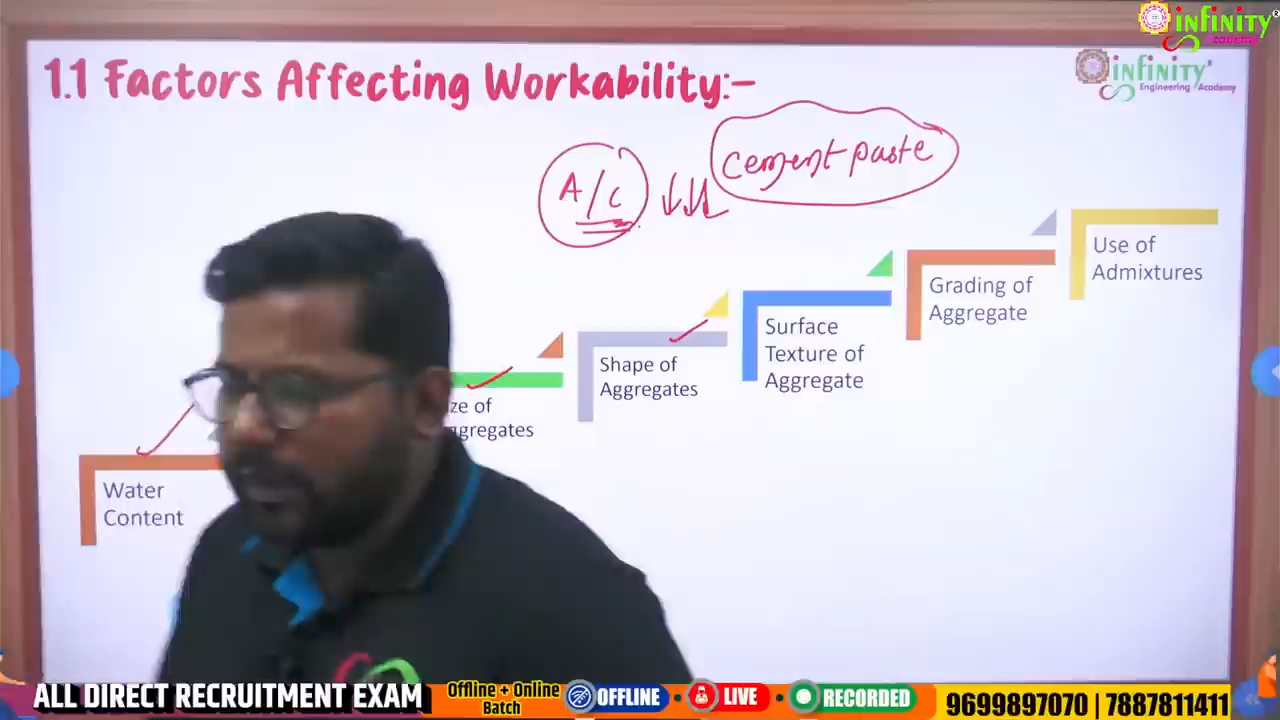 infinity
academy
1.1 Factors Affecting Workability:-
infinity
Engineering Academy
cement paste
A/C
Use of
Admixtures
Grading of
Aggregate
Surface
Texture of
Aggregate
Shape of
Aggregates
ze of
ggregates
Water
Content
ALL DIRECT RECRUITMENT EXAM
Offline + Online
Batch
OFFLINE
LIVE
RECORDED
9699897070 | 7887811411